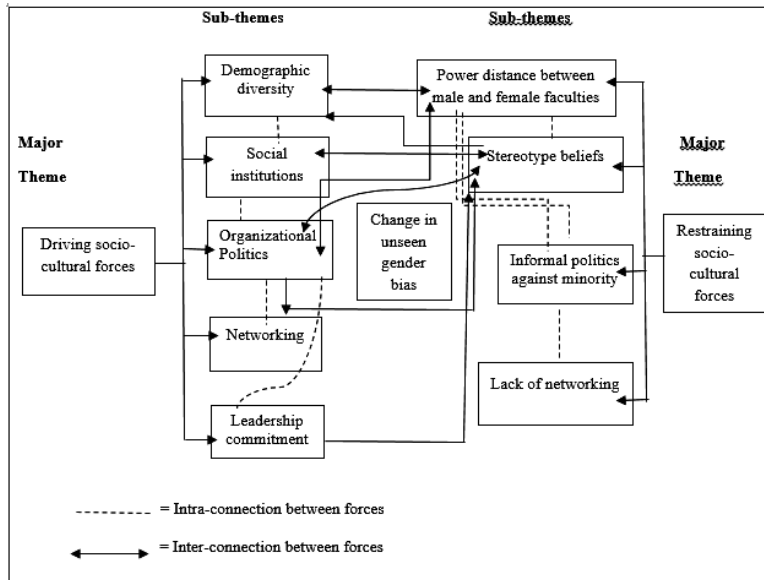 Sub-themes
Sub-themes
Demographic
diversity
Power distance between
male and female faculties
Major
Theme
Social
institutions
Stereotype beliefs
Major
Theme
Driving socio-
cultural forces
Organizational
Politics
Change in
unseen
gender
bias
Informal politics
against minority
Restraining
socio-
cultural
forces
Networking
Lack of networking
Leadership
commitment
= Intra-connection between forces
= Inter-connection between forces